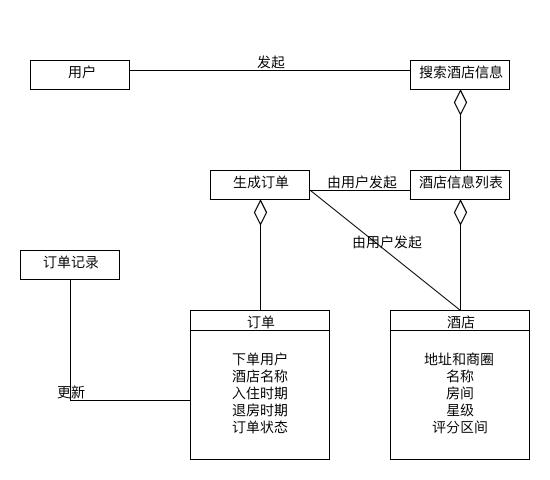 发起
用户
搜索酒店信息
生成订单
由用户发起
酒店信息列表
由用户发起
订单记录
订单
酒店
下单用户
酒店名称
入住时期
退房时期
订单状态
地址和商圈
名称
房间
星级
评分区间
更新